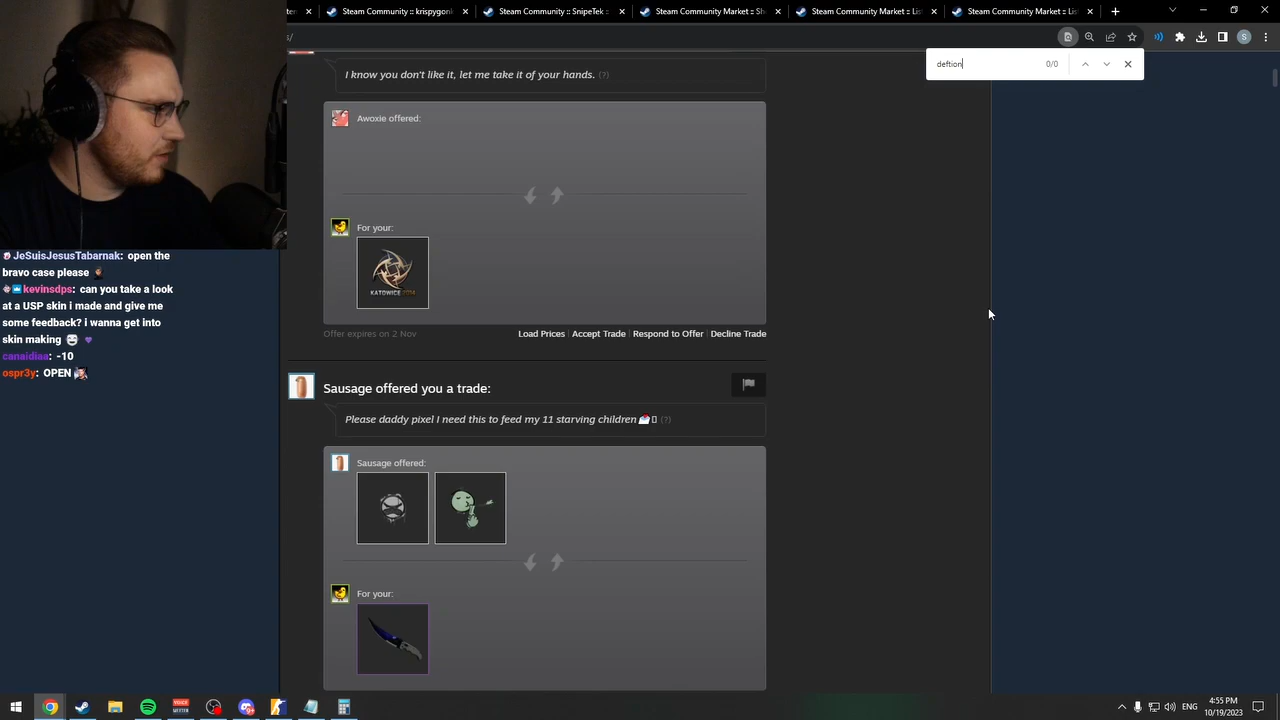 Steam Community :: krispygonk
Steam Community :: SnipeTek
Steam Community Market :: Sh
Steam Community Market :: Lis
Steam Community Market :: Lis
deftion
0/0
S
I know you don't like it, let me take it of your hands. (?)
Awoxie offered:
For your:
KATOWICE 2014
Offer expires on 2 Nov
Load Prices | Accept Trade | Respond to Offer | Decline Trade
Sausage offered you a trade:
Please daddy pixel I need this to feed my 11 starving children (?)
Sausage offered:
For your:
JeSuisJesusTabarnak: open the
bravo case please
kevinsdps: can you take a look
at a USP skin i made and give me
some feedback? i wanna get into
skin making
canaidiaa: -10
ospr3y: OPEN
VOICE
ENG
4:55 PM
10/19/2023